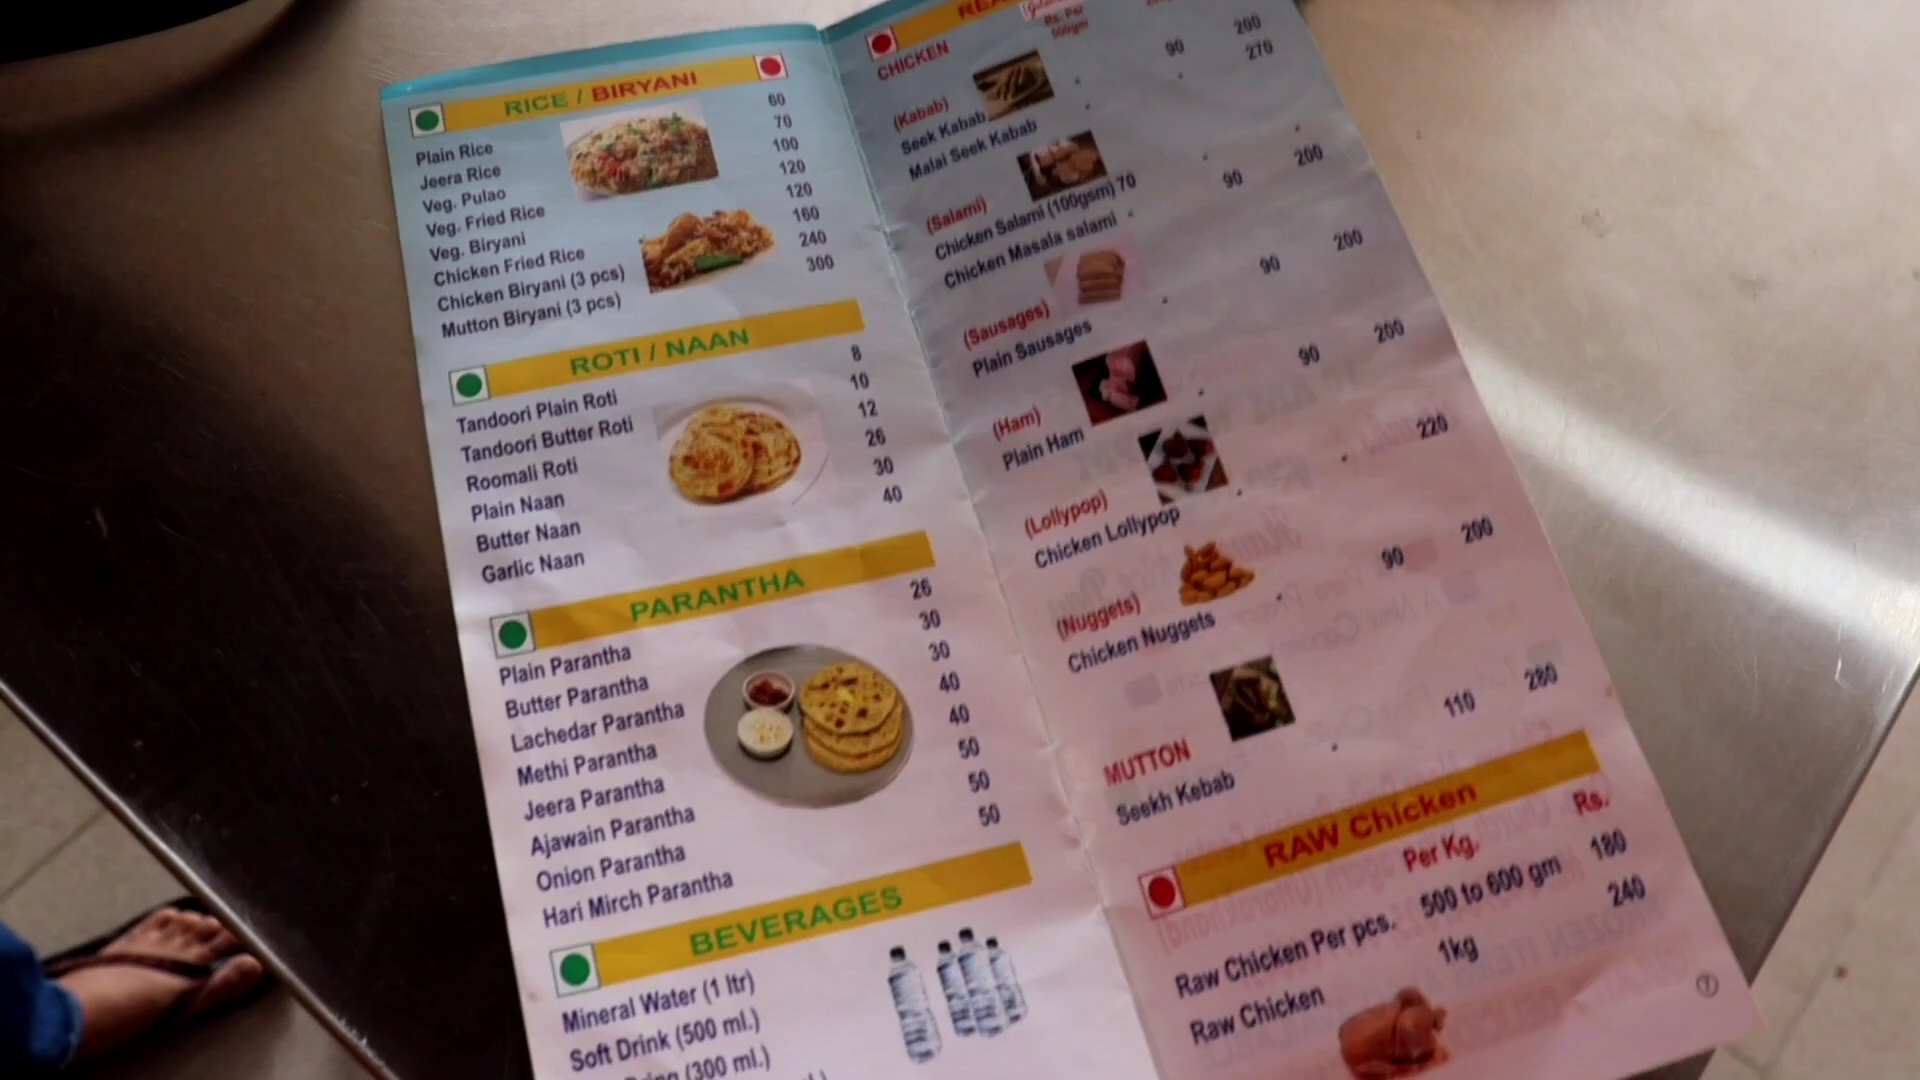 RICE / BIRYANI
Plain Rice 60
Jeera Rice 70
Veg. Pulao 100
Veg. Fried Rice 120
Veg. Biryani 120
Chicken Fried Rice 160
Chicken Biryani (3 pcs) 240
Mutton Biryani (3 pcs) 300
ROTI / NAAN
Tandoori Plain Roti 8
Tandoori Butter Roti 10
Roomali Roti 12
Plain Naan 26
Butter Naan 30
Garlic Naan 40
PARANTHA
Plain Parantha 26
Butter Parantha 30
Lachedar Parantha 30
Methi Parantha 40
Jeera Parantha 40
Ajawain Parantha 50
Onion Parantha 50
Hari Mirch Parantha 50
BEVERAGES
Mineral Water (1 ltr)
Soft Drink (500 ml.)
(300 ml.)
CHICKEN
Rs. Per
(Kabab)
Seek Kabab 90 200
Malai Seek Kabab 270
(Salami)
Chicken Salami (100gsm) 70
Chicken Masala salami 90 200
(Sausages)
Plain Sausages 90 200
(Ham)
Plain Ham 90 200
(Lollypop)
Chicken Lollypop 220
(Nuggets)
Chicken Nuggets 90 200
MUTTON
Seekh Kebab 110 280
RAW Chicken
Per Kg. Rs.
Raw Chicken Per pcs. 500 to 600 gm 180
Raw Chicken 1kg 240
7